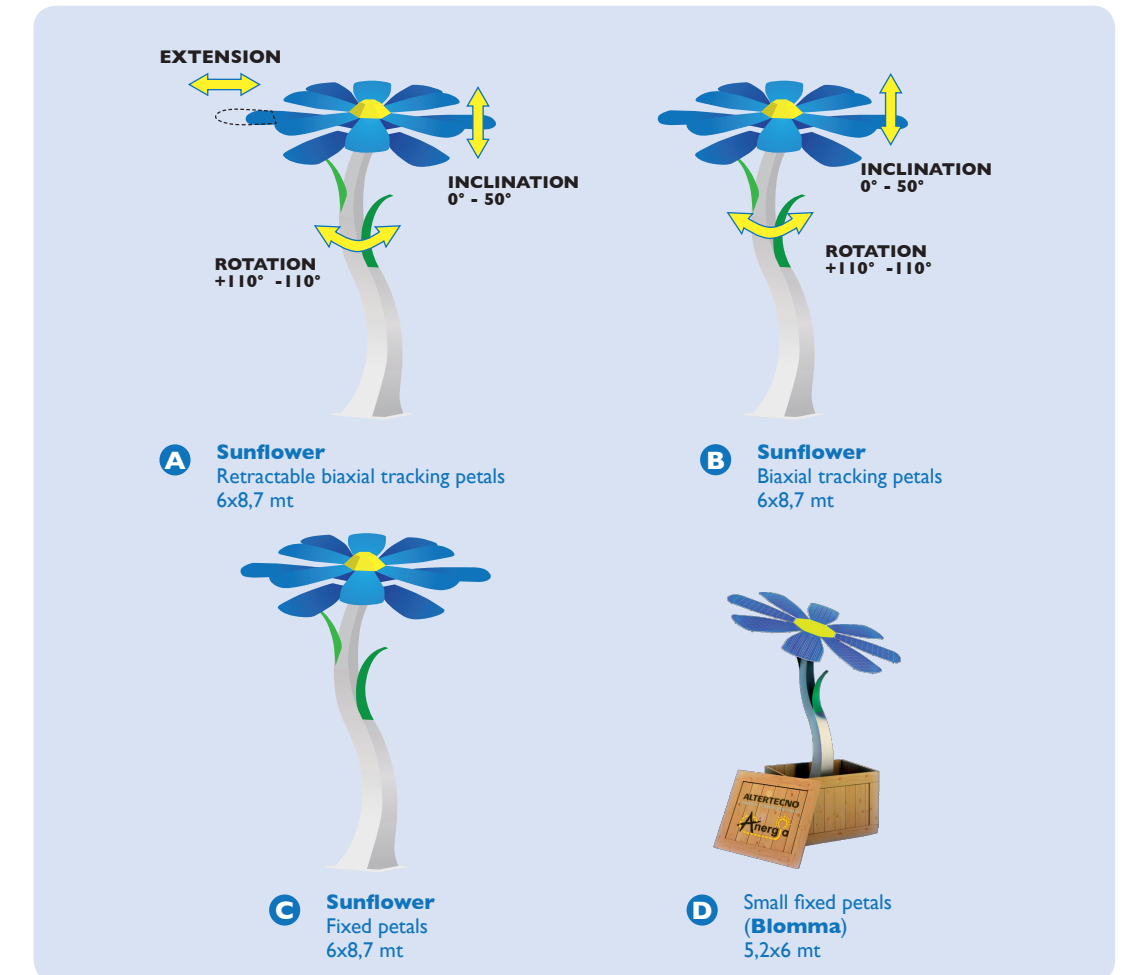 EXTENSION
INCLINATION
0° - 50°
ROTATION
+110° -110°
INCLINATION
0° - 50°
ROTATION
+110° -110°
A
Sunflower
Retractable biaxial tracking petals
6x8,7 mt
B
Sunflower
Biaxial tracking petals
6x8,7 mt
ALTERTECNO
Anergia
C
Sunflower
Fixed petals
6x8,7 mt
D
Small fixed petals
(Blomma)
5,2x6 mt